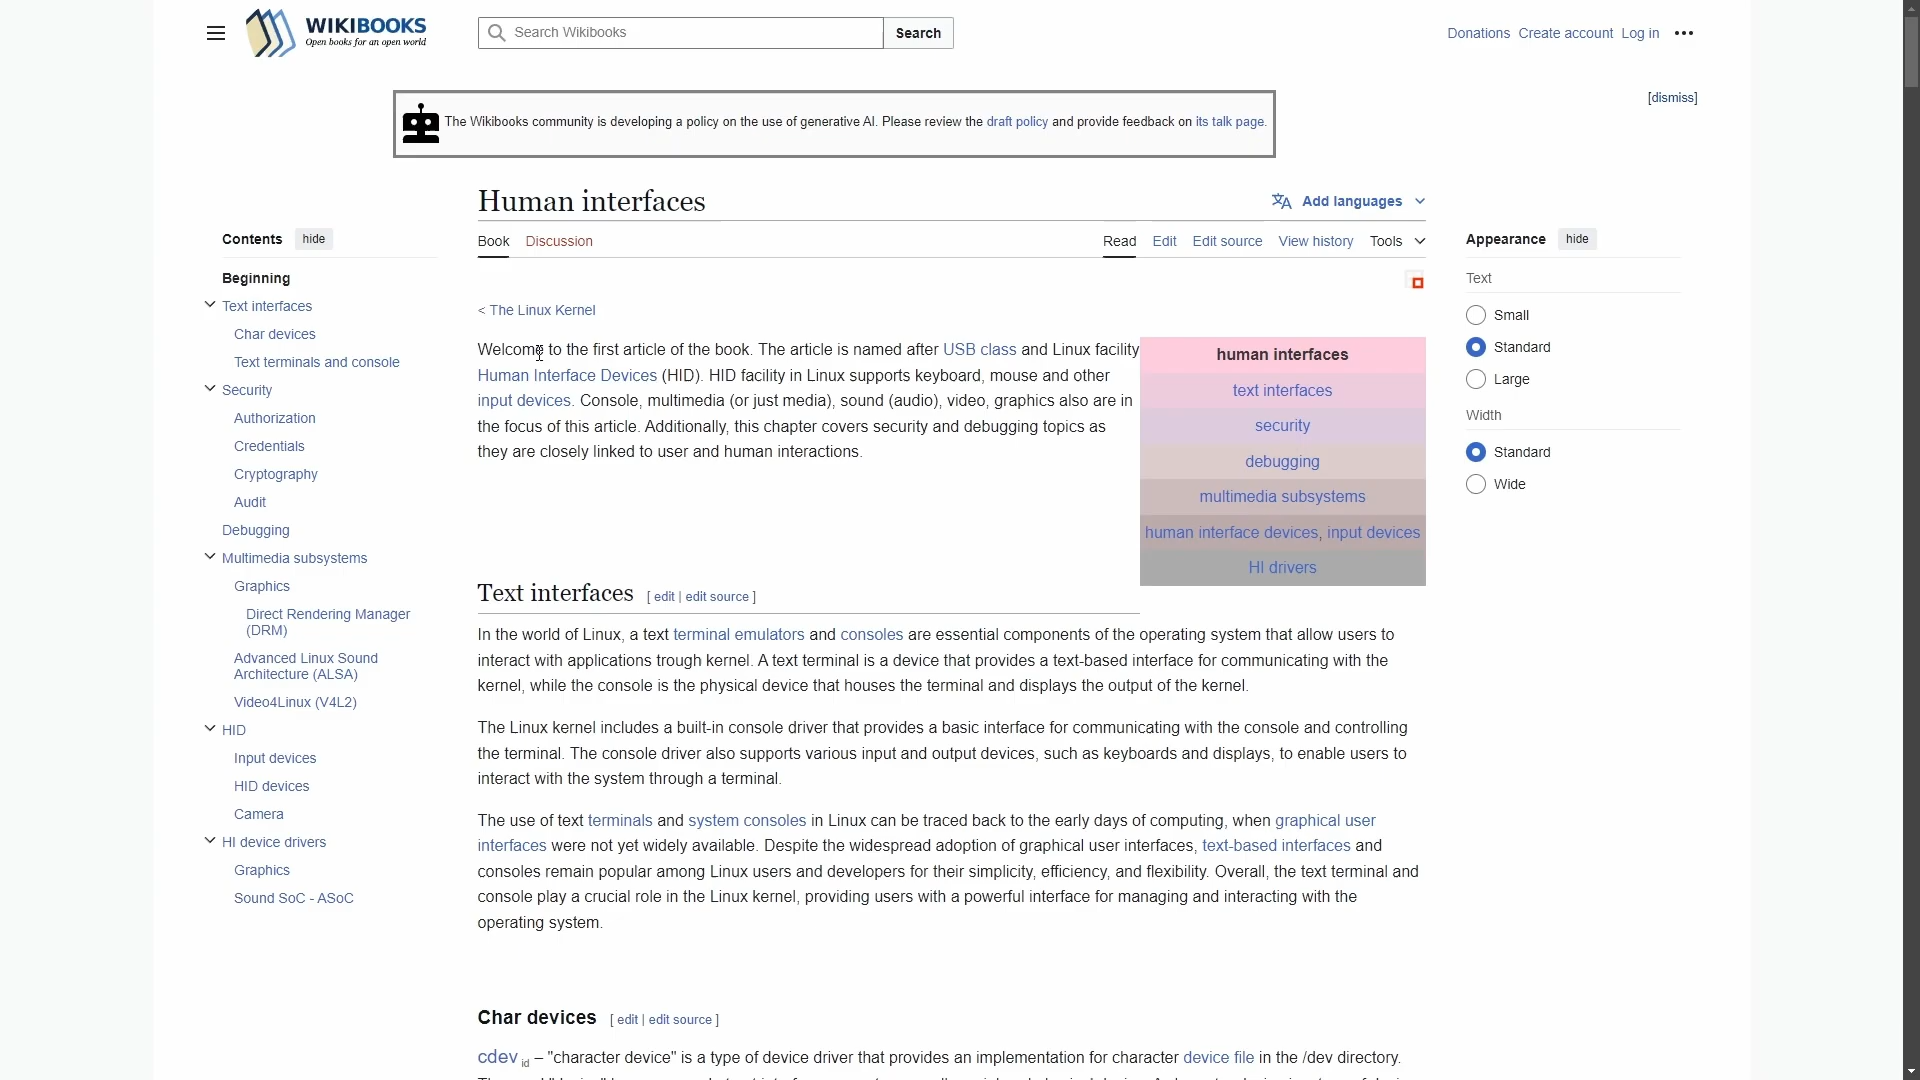 WIKIBOOKS
Open books for an open world
Search Wikibooks
Search
Donations Create account Log in
[dismiss]
The Wikibooks community is developing a policy on the use of generative AI. Please review the draft policy and provide feedback on its talk page.
Human interfaces
Add languages
Contents hide
Book Discussion
Read Edit Edit source View history Tools
Appearance hide
Beginning
Text interfaces
Char devices
Text terminals and console
Security
Authorization
Credentials
Cryptography
Audit
Debugging
Multimedia subsystems
Graphics
Direct Rendering Manager
(DRM)
Advanced Linux Sound
Architecture (ALSA)
Video4Linux (V4L2)
HID
Input devices
HID devices
Camera
HI device drivers
Graphics
Sound SoC - ASoC
< The Linux Kernel
Welcome to the first article of the book. The article is named after USB class and Linux facility
Human Interface Devices (HID). HID facility in Linux supports keyboard, mouse and other
input devices. Console, multimedia (or just media), sound (audio), video, graphics also are in
the focus of this article. Additionally, this chapter covers security and debugging topics as
they are closely linked to user and human interactions.
human interfaces
text interfaces
security
debugging
multimedia subsystems
human interface devices, input devices
HI drivers
Text interfaces [ edit | edit source ]
In the world of Linux, a text terminal emulators and consoles are essential components of the operating system that allow users to
interact with applications trough kernel. A text terminal is a device that provides a text-based interface for communicating with the
kernel, while the console is the physical device that houses the terminal and displays the output of the kernel.
The Linux kernel includes a built-in console driver that provides a basic interface for communicating with the console and controlling
the terminal. The console driver also supports various input and output devices, such as keyboards and displays, to enable users to
interact with the system through a terminal.
The use of text terminals and system consoles in Linux can be traced back to the early days of computing, when graphical user
interfaces were not yet widely available. Despite the widespread adoption of graphical user interfaces, text-based interfaces and
consoles remain popular among Linux users and developers for their simplicity, efficiency, and flexibility. Overall, the text terminal and
console play a crucial role in the Linux kernel, providing users with a powerful interface for managing and interacting with the
operating system.
Char devices [ edit | edit source ]
cdev id – "character device" is a type of device driver that provides an implementation for character device file in the /dev directory.
Text
Small
Standard
Large
Width
Standard
Wide